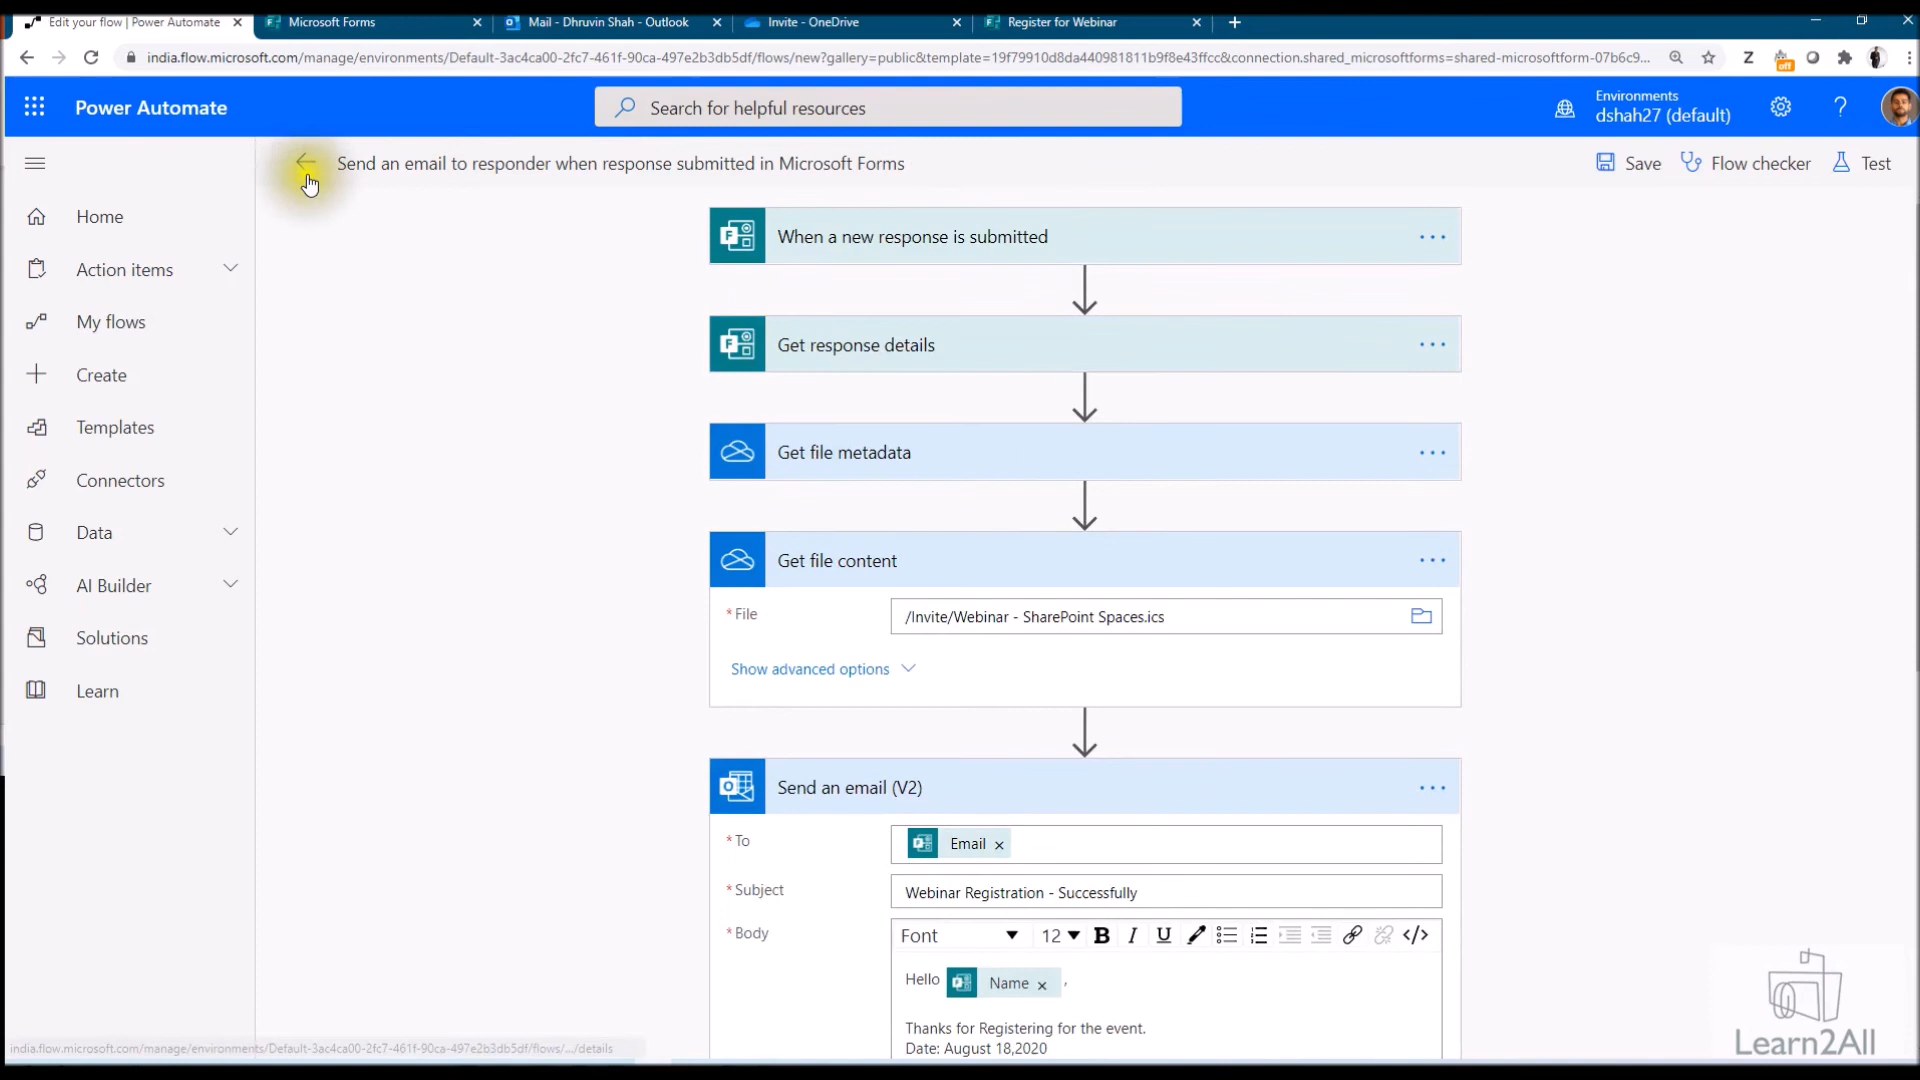 Edit your flow | Power Automate
Microsoft Forms
Mail - Dhruvin Shah - Outlook
Invite - OneDrive
Register for Webinar
india.flow.microsoft.com/manage/environments/Default-3ac4ca00-2fc7-461f-90ca-497e2b3db5df/flows/new?gallery=public&template=19f79910d8da440981811b9f8e43ffcc&connection.shared_microsoftforms=shared-microsoftform-07b6c9...
Z
off
Power Automate
Search for helpful resources
Environments
dshah27 (default)
?
Send an email to responder when response submitted in Microsoft Forms
Save
Flow checker
Test
Home
Action items
My flows
Create
Templates
Connectors
Data
AI Builder
Solutions
Learn
When a new response is submitted
Get response details
Get file metadata
Get file content
* File
/Invite/Webinar - SharePoint Spaces.ics
Show advanced options
Send an email (V2)
* To
Email ×
* Subject
Webinar Registration - Successfully
* Body
Font
12
B I U </>
Hello Name × ,
Thanks for Registering for the event.
Date: August 18,2020
india.flow.microsoft.com/manage/environments/Default-3ac4ca00-2fc7-461f-90ca-497e2b3db5df/flows/.../details
Learn2All